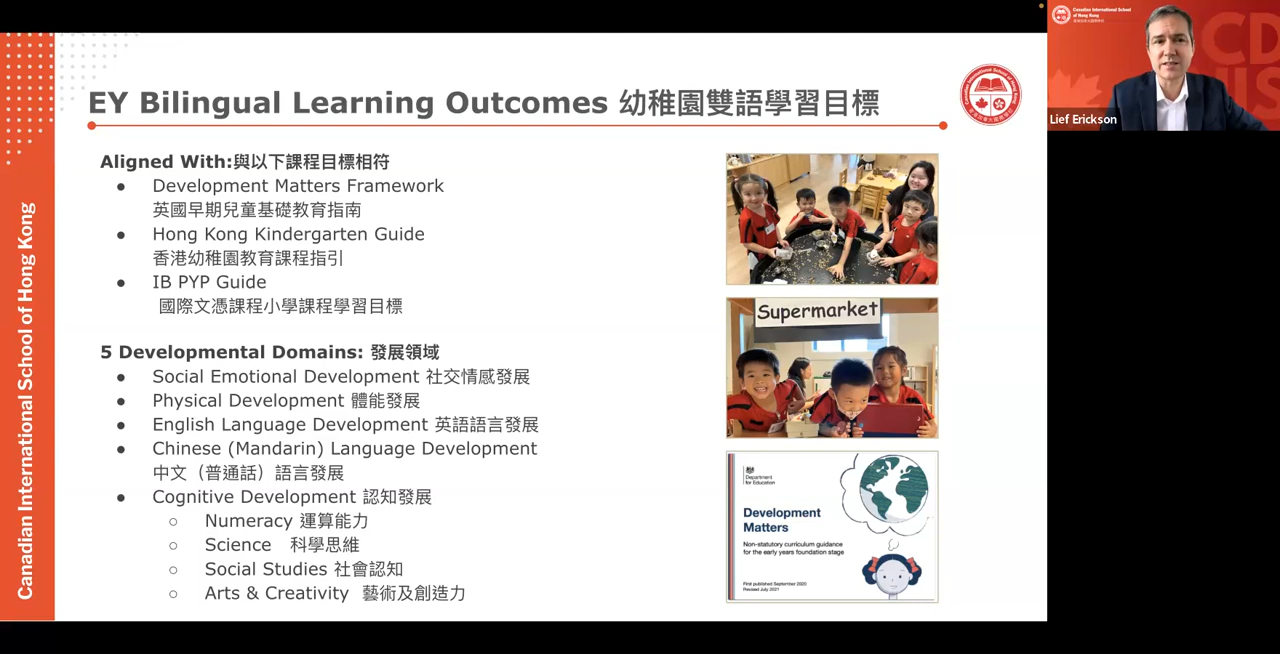 Canadian International School of Hong Kong
EY Bilingual Learning Outcomes 幼稚園雙語學習目標
Aligned With:與以下課程目標相符
● Development Matters Framework
英國早期兒童基礎教育指南
● Hong Kong Kindergarten Guide
香港幼稚園教育課程指引
● IB PYP Guide
國際文憑課程小學課程學習目標
5 Developmental Domains: 發展領域
● Social Emotional Development 社交情感發展
● Physical Development 體能發展
● English Language Development 英語語言發展
● Chinese (Mandarin) Language Development
中文（普通話）語言發展
● Cognitive Development 認知發展
○ Numeracy 運算能力
○ Science 科學思維
○ Social Studies 社會認知
○ Arts & Creativity 藝術及創造力
Supermarket
Department
for Education
Development
Matters
Non-statutory curriculum guidance
for the early years foundation stage
First published September 2020
Revised July 2021
Canadian International School
of Hong Kong
CD
Lief Erickson